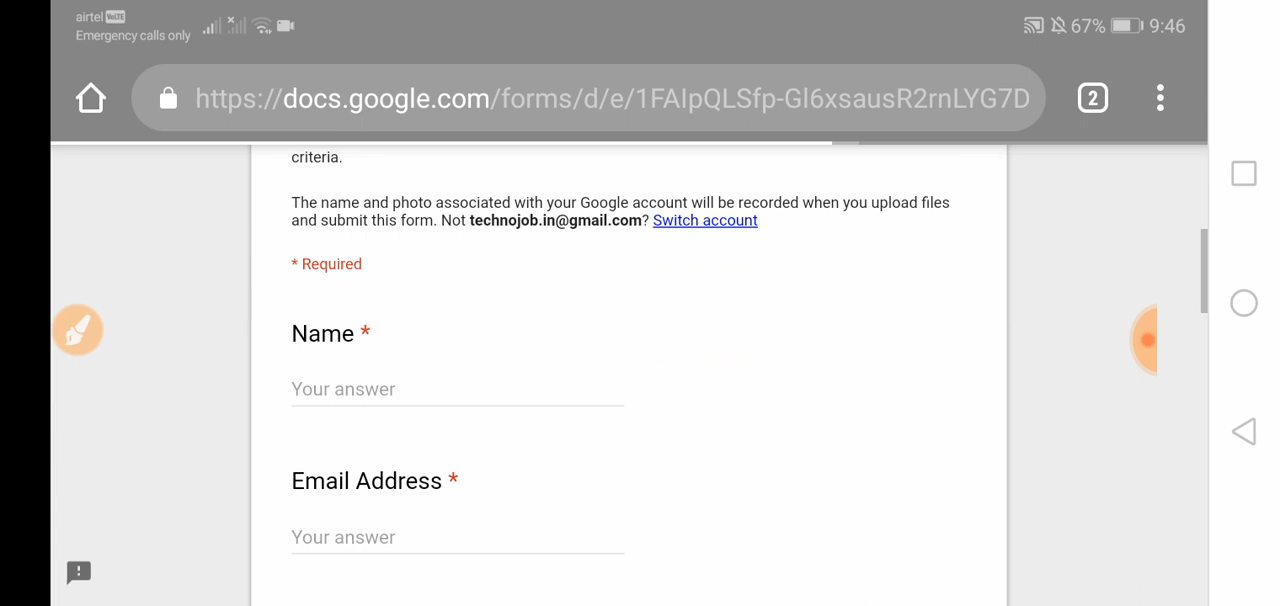 airtel VoLTE
Emergency calls only
67% 9:46
https://docs.google.com/forms/d/e/1FAIpQLSfp-Gl6xsausR2rnLYG7D
2
criteria.
The name and photo associated with your Google account will be recorded when you upload files
and submit this form. Not technojob.in@gmail.com? Switch account
* Required
Name *
Your answer
Email Address *
Your answer